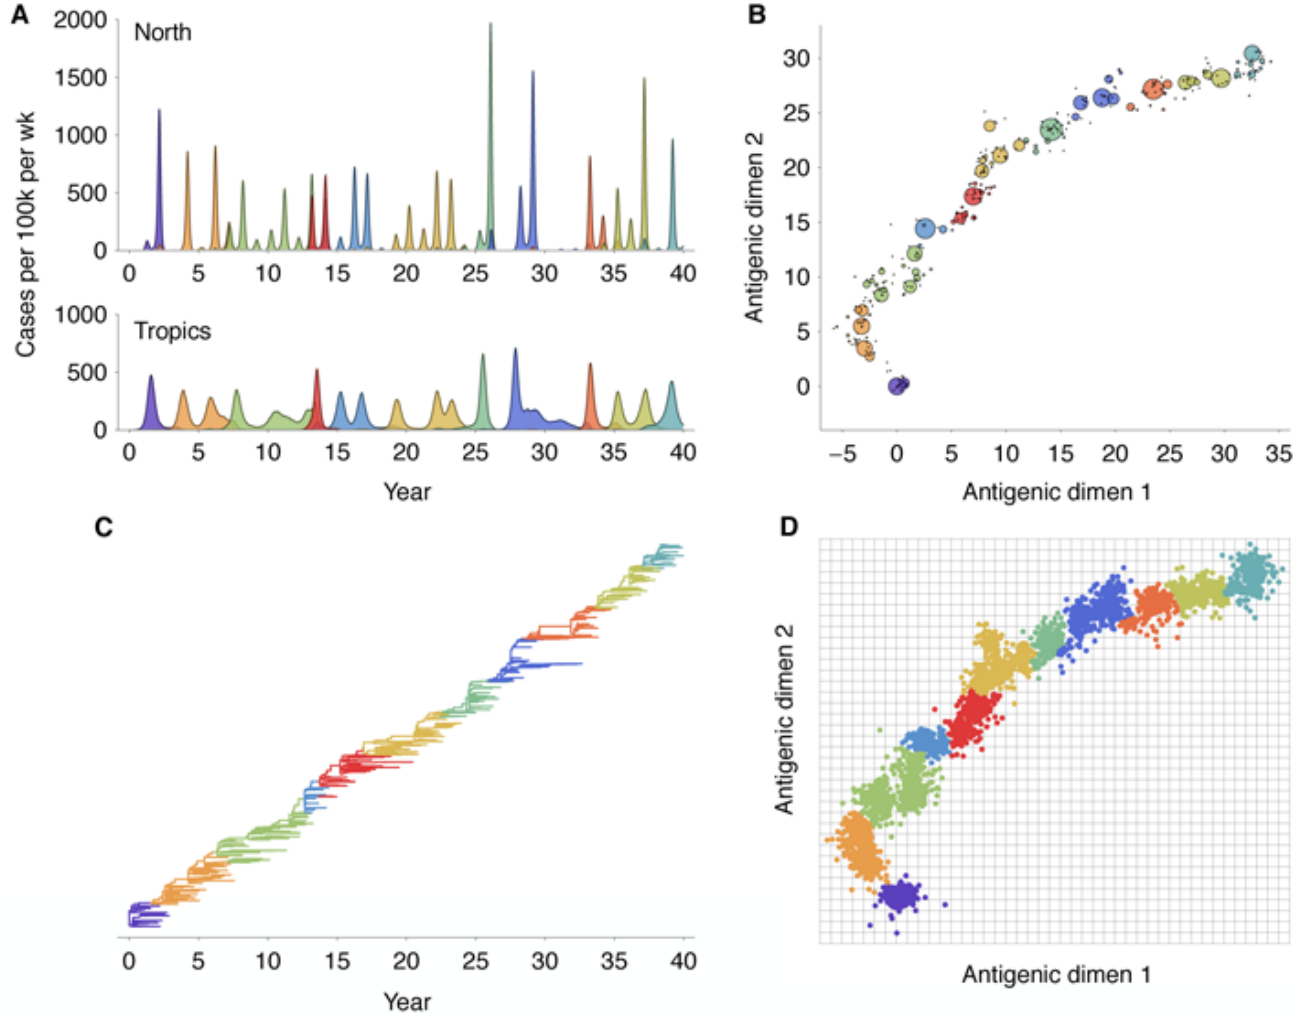 A
North
Cases per 100k per wk
2000
1500
1000
500
0
0 5 10 15 20 25 30 35 40
Tropics
1000
500
0
0 5 10 15 20 25 30 35 40
Year
B
Antigenic dimen 2
30
25
20
15
10
5
0
−5 0 5 10 15 20 25 30 35
Antigenic dimen 1
C
0 5 10 15 20 25 30 35 40
Year
D
Antigenic dimen 2
Antigenic dimen 1